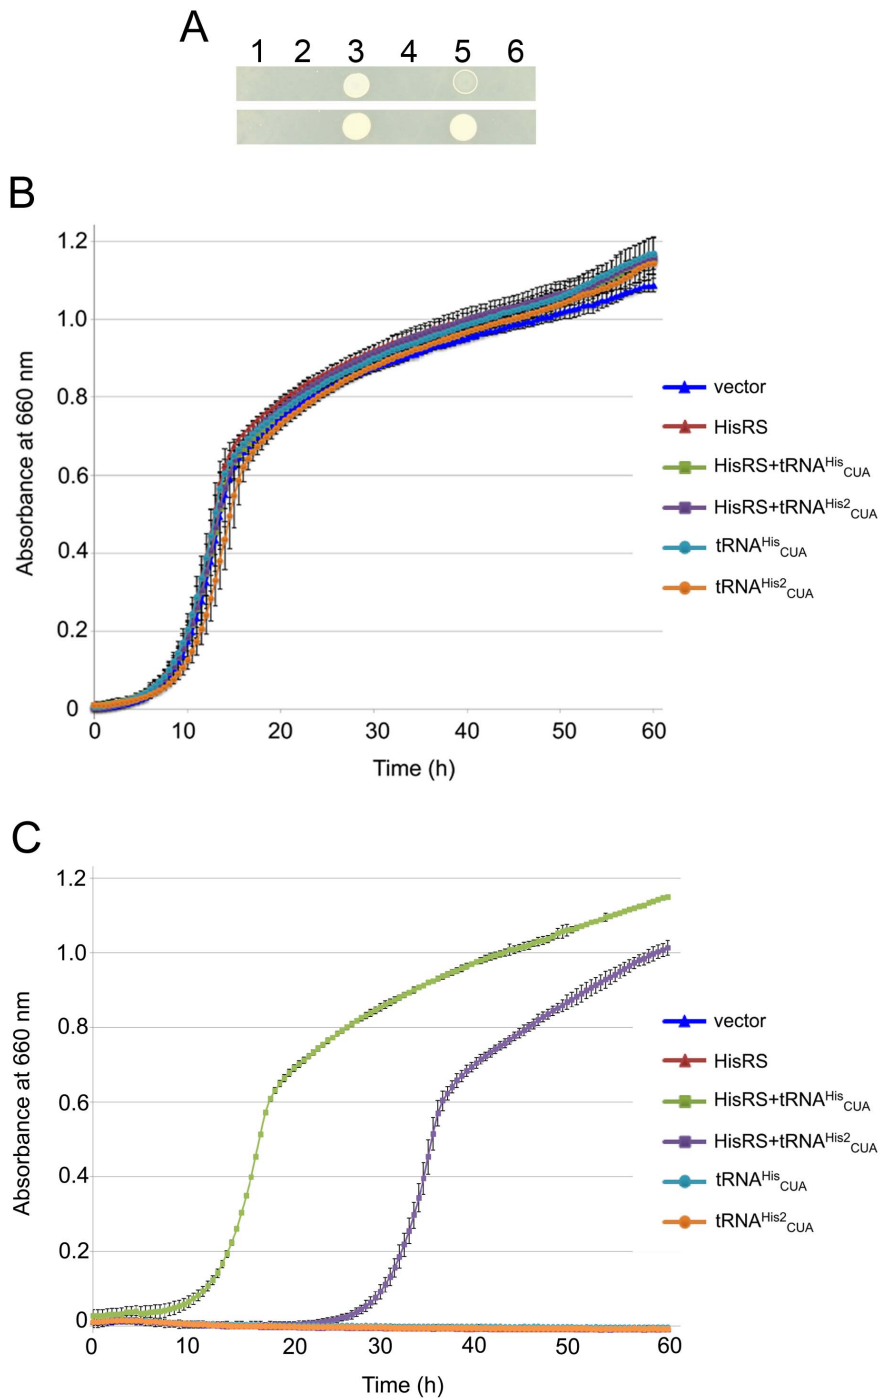 A
1 2 3 4 5 6
B
1.2
1.0
0.8
0.6
0.4
0.2
0
0 10 20 30 40 50 60
Absorbance at 660 nm
Time (h)
vector
HisRS
HisRS+tRNAHisCUA
HisRS+tRNAHis2CUA
tRNAHisCUA
tRNAHis2CUA
C
1.2
1.0
0.8
0.6
0.4
0.2
0
0 10 20 30 40 50 60
Absorbance at 660 nm
Time (h)
vector
HisRS
HisRS+tRNAHisCUA
HisRS+tRNAHis2CUA
tRNAHisCUA
tRNAHis2CUA